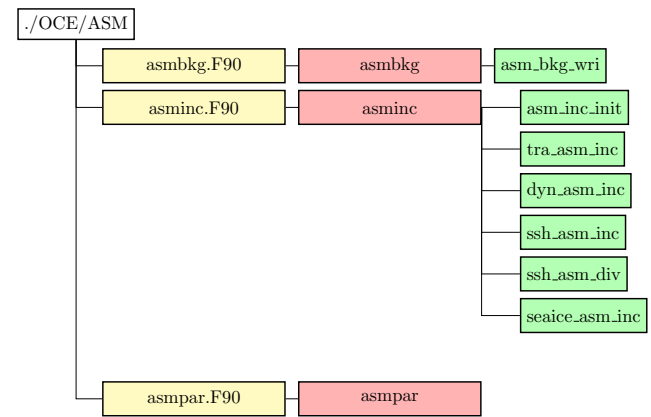 ./OCE/ASM
asmbkg.F90 asmbkg asm_bkg_wri
asminc.F90 asminc asm_inc_init
tra_asm_inc
dyn_asm_inc
ssh_asm_inc
ssh_asm_div
seaice_asm_inc
asmpar.F90 asmpar